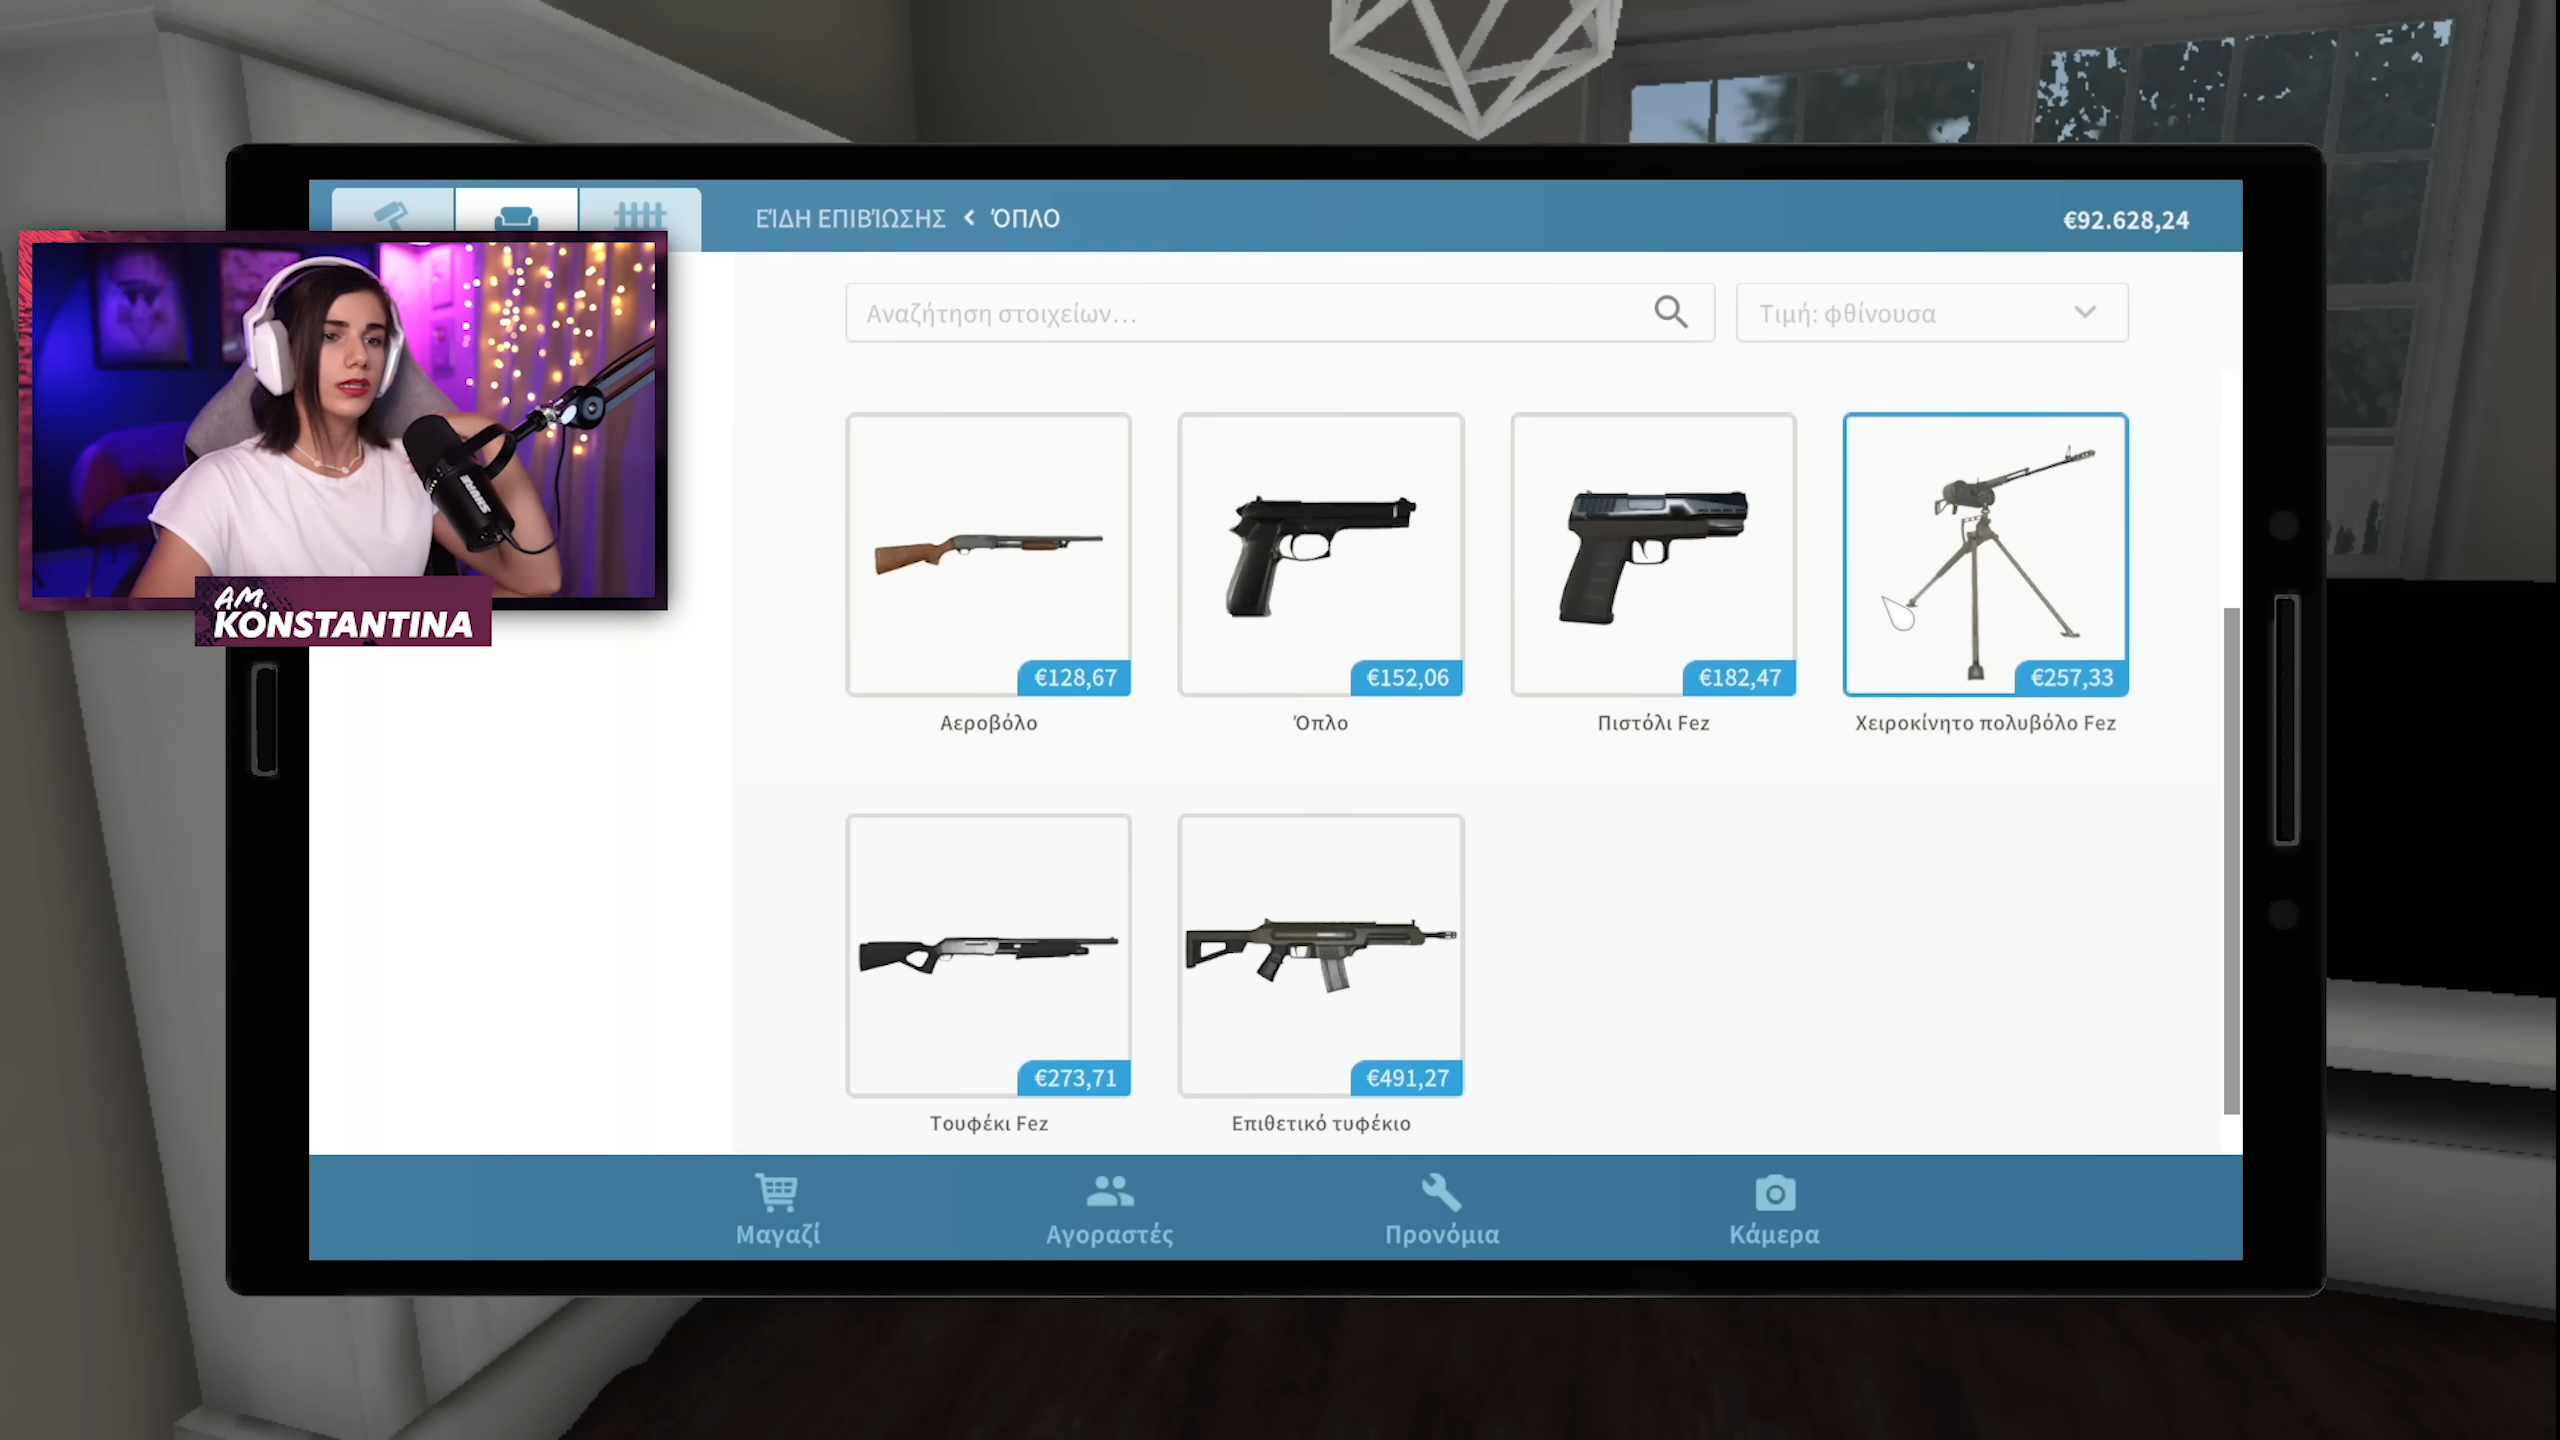 ΕΊΔΗ ΕΠΙΒΊΩΣΗΣ < ΌΠΛΟ
€92.628,24
Αναζήτηση στοιχείων...
Τιμή: φθίνουσα
AM.
KONSTANTINA
SHURE
€128,67
€152,06
€182,47
€257,33
Αεροβόλο
Όπλο
Πιστόλι Fez
Χειροκίνητο πολυβόλο Fez
€273,71
€491,27
Τουφέκι Fez
Επιθετικό τυφέκιο
Μαγαζί
Αγοραστές
Προνόμια
Κάμερα